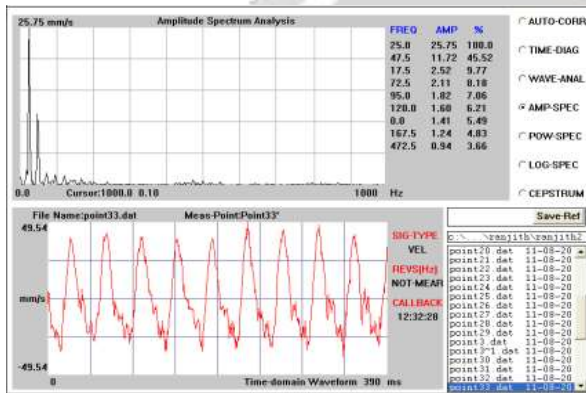 25.75 mm/s Amplitude Spectrum Analysis
FREQ AMP %
25.0 25.75 100.0
47.5 11.72 45.52
17.5 2.52 9.77
72.5 2.11 8.18
95.0 1.82 7.06
120.0 1.60 6.21
0.0 1.41 5.49
167.5 1.24 4.83
472.5 0.94 3.66
0.0 Cursor:1000.0 0.10 1000 Hz
AUTO-CORR
TIME-DIAG
WAVE-ANAL
AMP-SPEC
POW-SPEC
LOG-SPEC
CEPSTRUM
File Name:point33.dat Meas-Point:Point33'
49.54
mm/s
-49.54
0 Time-domain Waveform 390 ms
SIG-TYPE
VEL
REVS(Hz)
NOT-MEAR
CALLBACK
12:32:28
Save-Ref
c:\...\ranjith\ranjith2
point20.dat 11-08-20
point21.dat 11-08-20
point22.dat 11-08-20
point23.dat 11-08-20
point24.dat 11-08-20
point25.dat 11-08-20
point26.dat 11-08-20
point27.dat 11-08-20
point28.dat 11-08-20
point29.dat 11-08-20
point3.dat 11-08-20
point3~1.dat 11-08-20
point30.dat 11-08-20
point31.dat 11-08-20
point32.dat 11-08-20
point33.dat 11-08-20